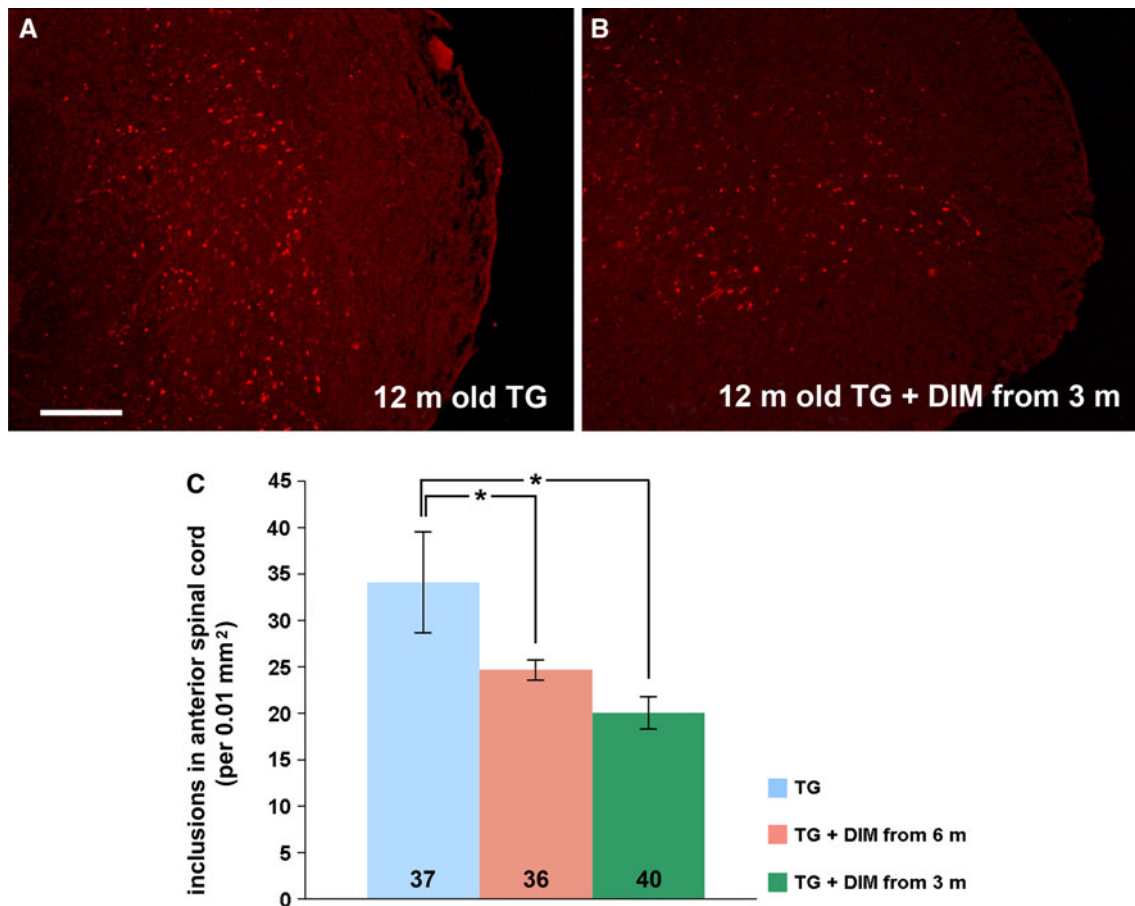 A
12 m old TG
B
12 m old TG + DIM from 3 m
C
inclusions in anterior spinal cord
(per 0.01 mm²)
45
40
35
30
25
20
15
10
5
0
*
*
37
36
40
TG
TG + DIM from 6 m
TG + DIM from 3 m